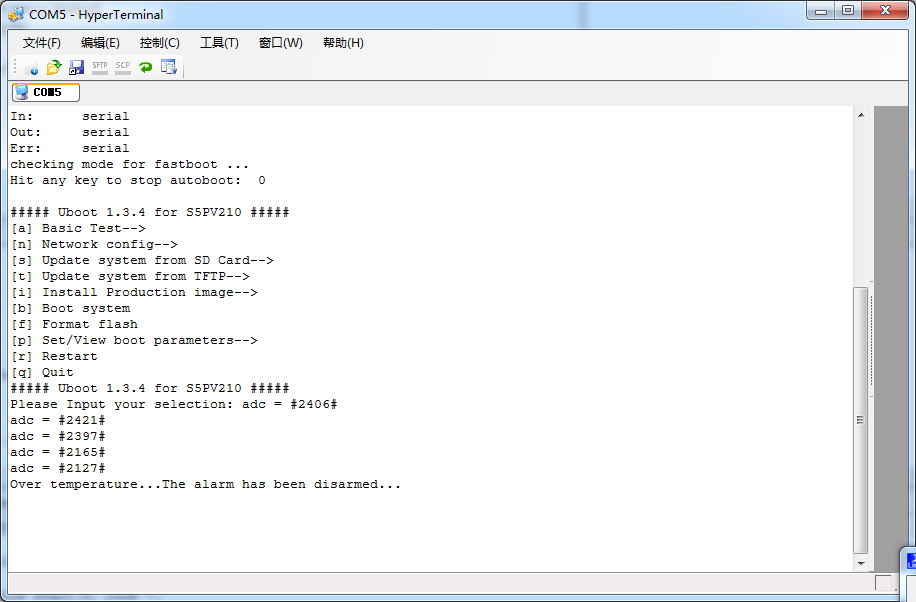 COM5 - HyperTerminal
文件(F) 编辑(E) 控制(C) 工具(T) 窗口(W) 帮助(H)
SFTP SCP
COM5
In:      serial
Out:     serial
Err:     serial
checking mode for fastboot ...
Hit any key to stop autoboot:  0
##### Uboot 1.3.4 for S5PV210 #####
[a] Basic Test-->
[n] Network config-->
[s] Update system from SD Card-->
[t] Update system from TFTP-->
[i] Install Production image-->
[b] Boot system
[f] Format flash
[p] Set/View boot parameters-->
[r] Restart
[q] Quit
##### Uboot 1.3.4 for S5PV210 #####
Please Input your selection: adc = #2406#
adc = #2421#
adc = #2397#
adc = #2165#
adc = #2127#
Over temperature...The alarm has been disarmed...